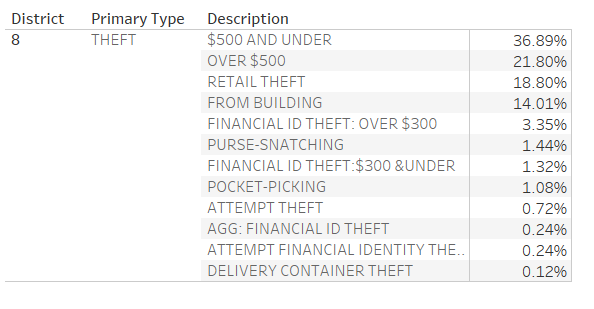 District Primary Type Description
8 THEFT $500 AND UNDER 36.89%
OVER $500 21.80%
RETAIL THEFT 18.80%
FROM BUILDING 14.01%
FINANCIAL ID THEFT: OVER $300 3.35%
PURSE-SNATCHING 1.44%
FINANCIAL ID THEFT:$300 &UNDER 1.32%
POCKET-PICKING 1.08%
ATTEMPT THEFT 0.72%
AGG: FINANCIAL ID THEFT 0.24%
ATTEMPT FINANCIAL IDENTITY THE.. 0.24%
DELIVERY CONTAINER THEFT 0.12%